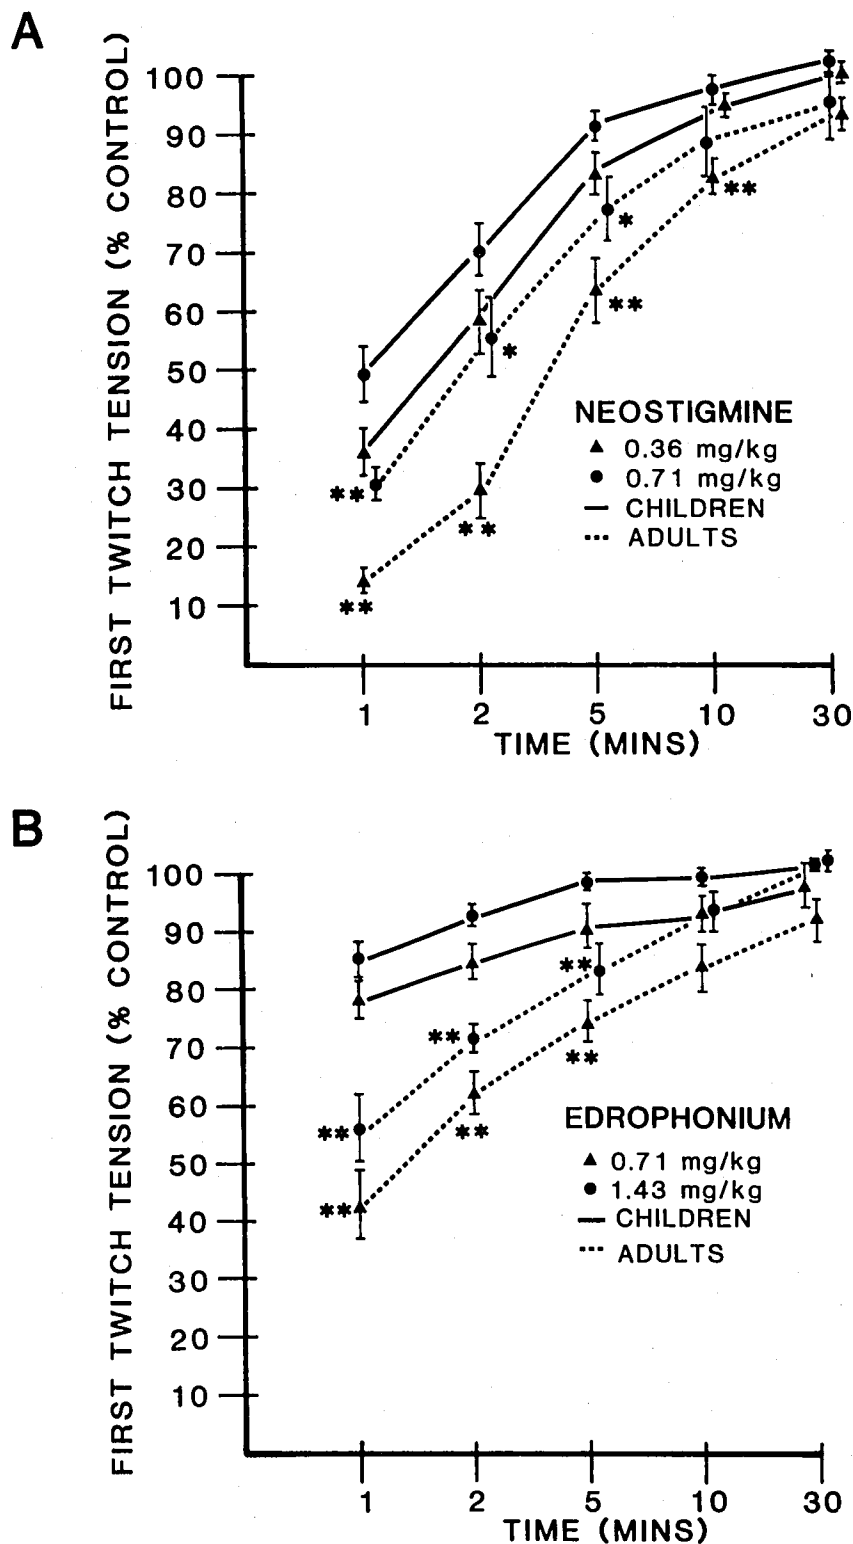 A
FIRST TWITCH TENSION (% CONTROL)
100
90
80
70
60
50
40
30
20
10
**
**
*
**
*
**
**
NEOSTIGMINE
▲ 0.36 mg/kg
● 0.71 mg/kg
CHILDREN
ADULTS
1 2 5 10 30
TIME (MINS)
B
FIRST TWITCH TENSION (% CONTROL)
100
90
80
70
60
50
40
30
20
10
**
**
**
**
**
**
EDROPHONIUM
▲ 0.71 mg/kg
● 1.43 mg/kg
CHILDREN
ADULTS
1 2 5 10 30
TIME (MINS)